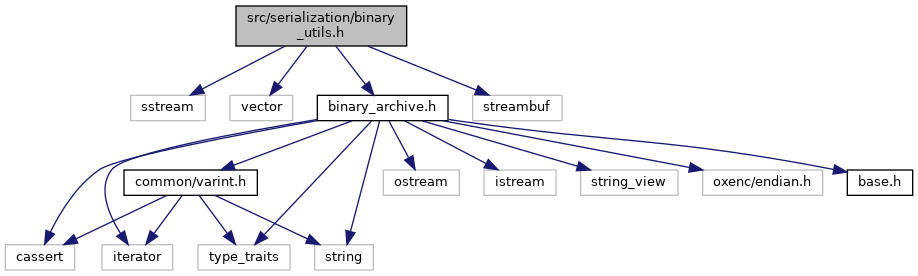 src/serialization/binary
_utils.h
sstream
vector
binary_archive.h
streambuf
common/varint.h
ostream
istream
string_view
oxenc/endian.h
base.h
cassert
iterator
type_traits
string